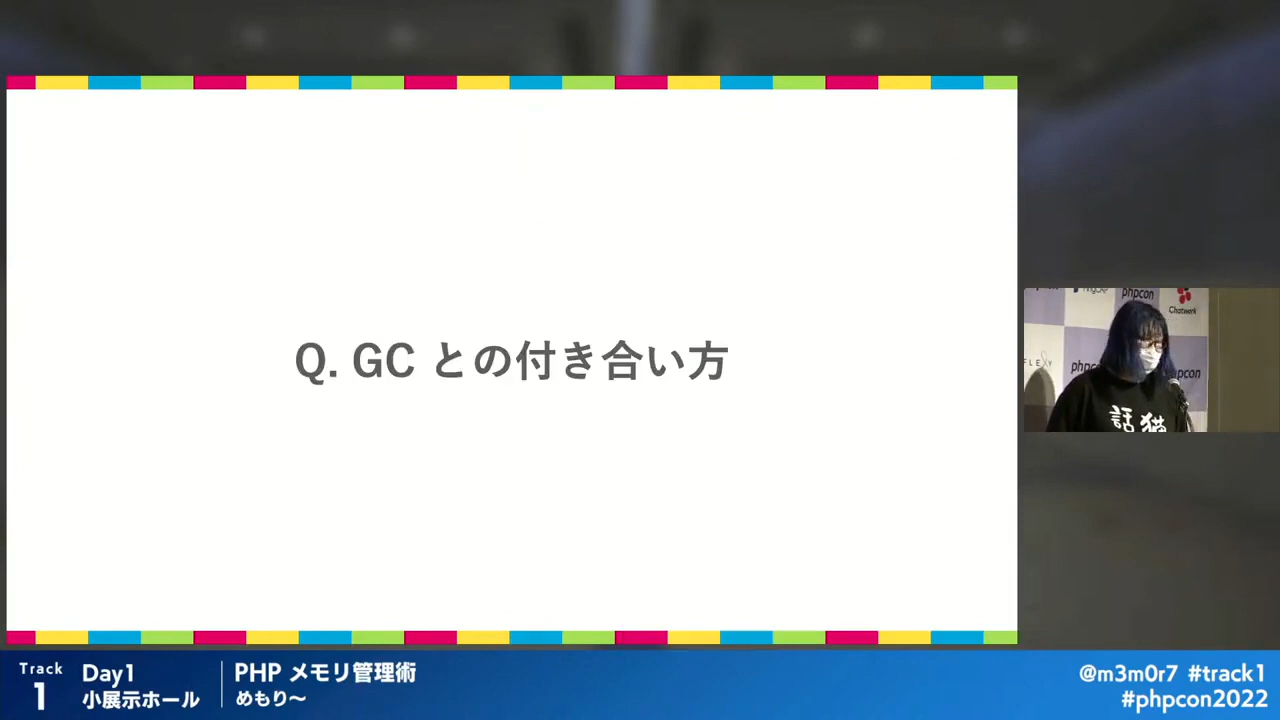 Q. GC との付き合い方
phpcon
Chatwork
FLEXY
phpcon
話 猫
Track
1
Day1
小展示ホール
PHP メモリ管理術
めもり〜
@m3m0r7 #track1
#phpcon2022